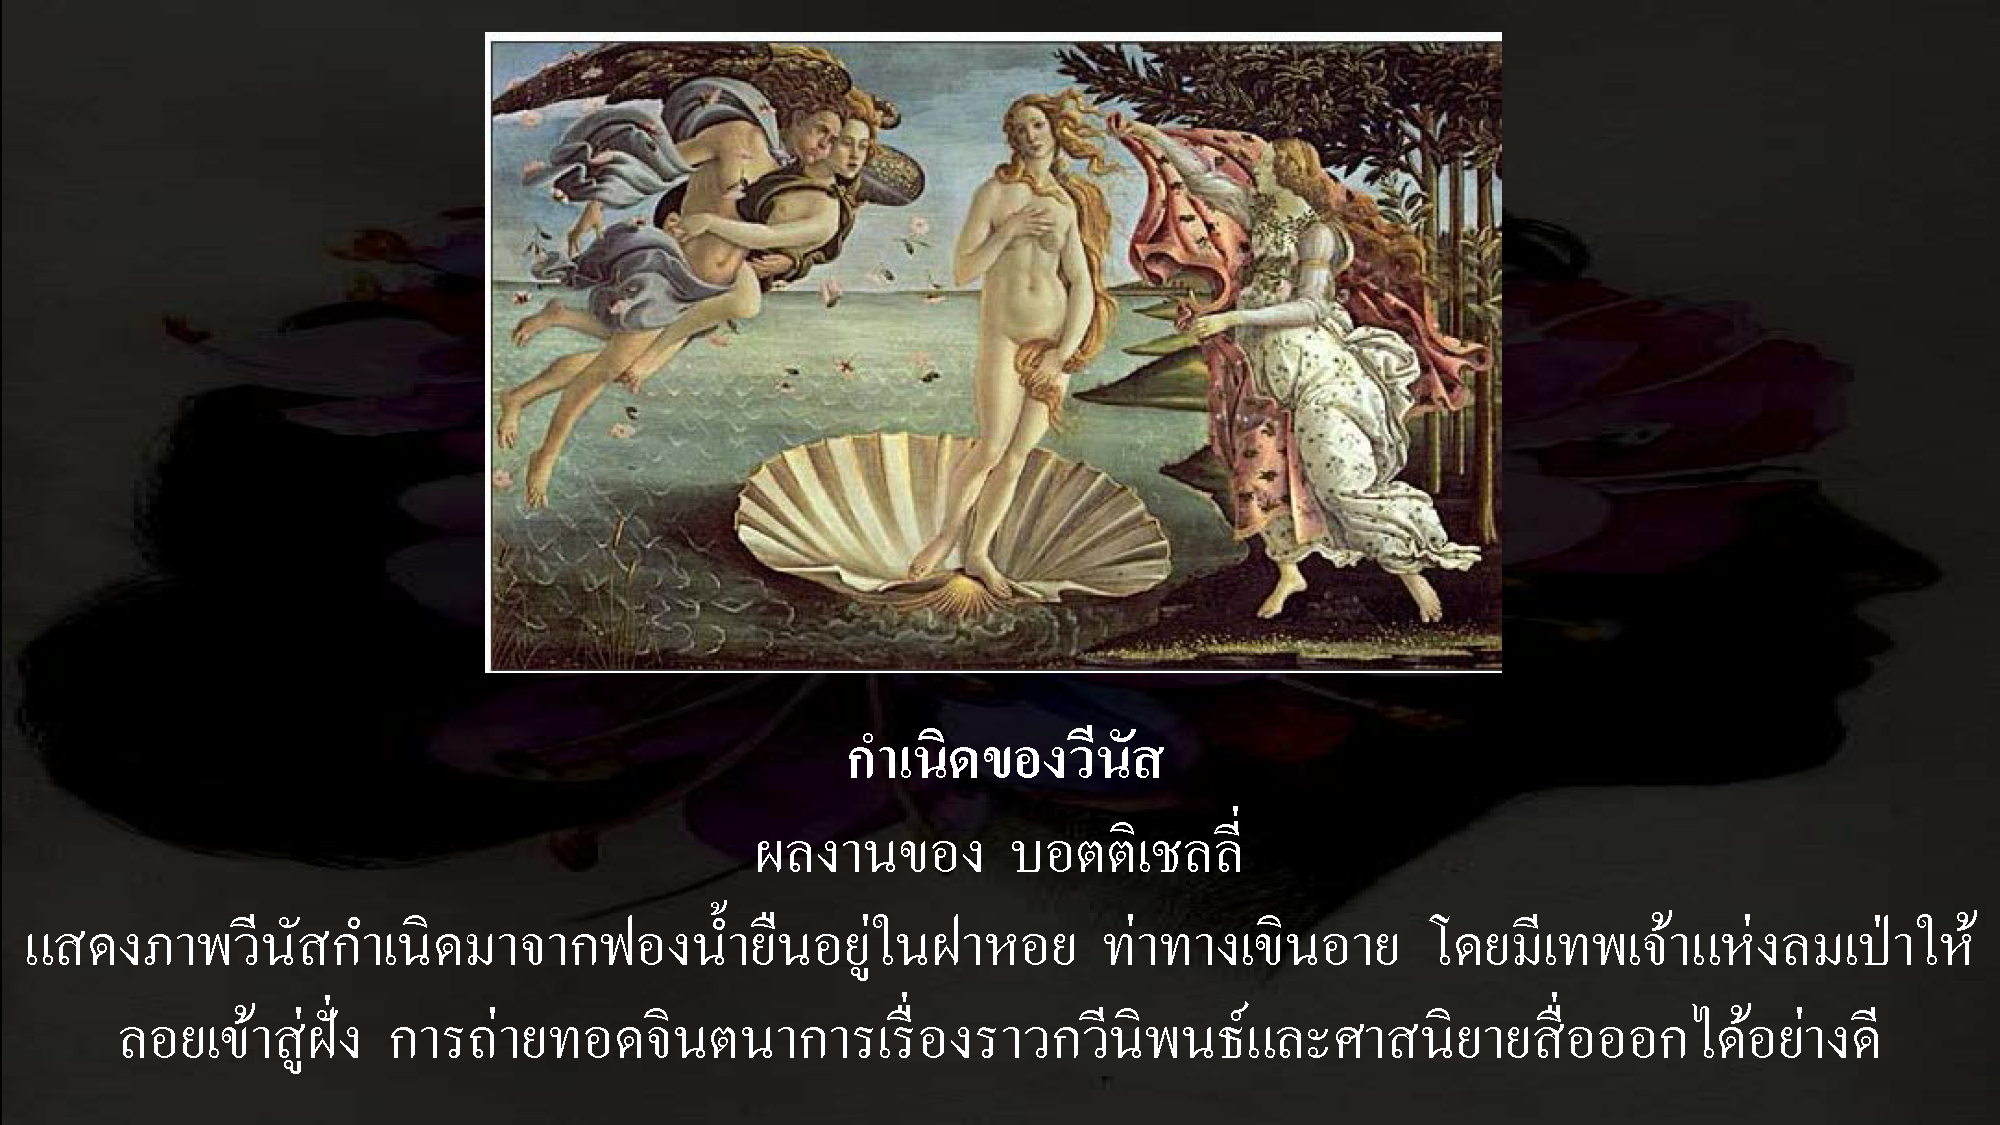 กำเนิดของวีนัส
ผลงานของ บอตติเชลลี่
แสดงภาพวีนัสกำเนิดมาจากฟองน้ำยืนอยู่ในฝาหอย ท่าทางเขินอาย โดยมีเทพเจ้าแห่งลมเป่าให้
ลอยเข้าสู่ฝั่ง การถ่ายทอดจินตนาการเรื่องราวกวีนิพนธ์และศาสนิยายสื่อออกได้อย่างดี